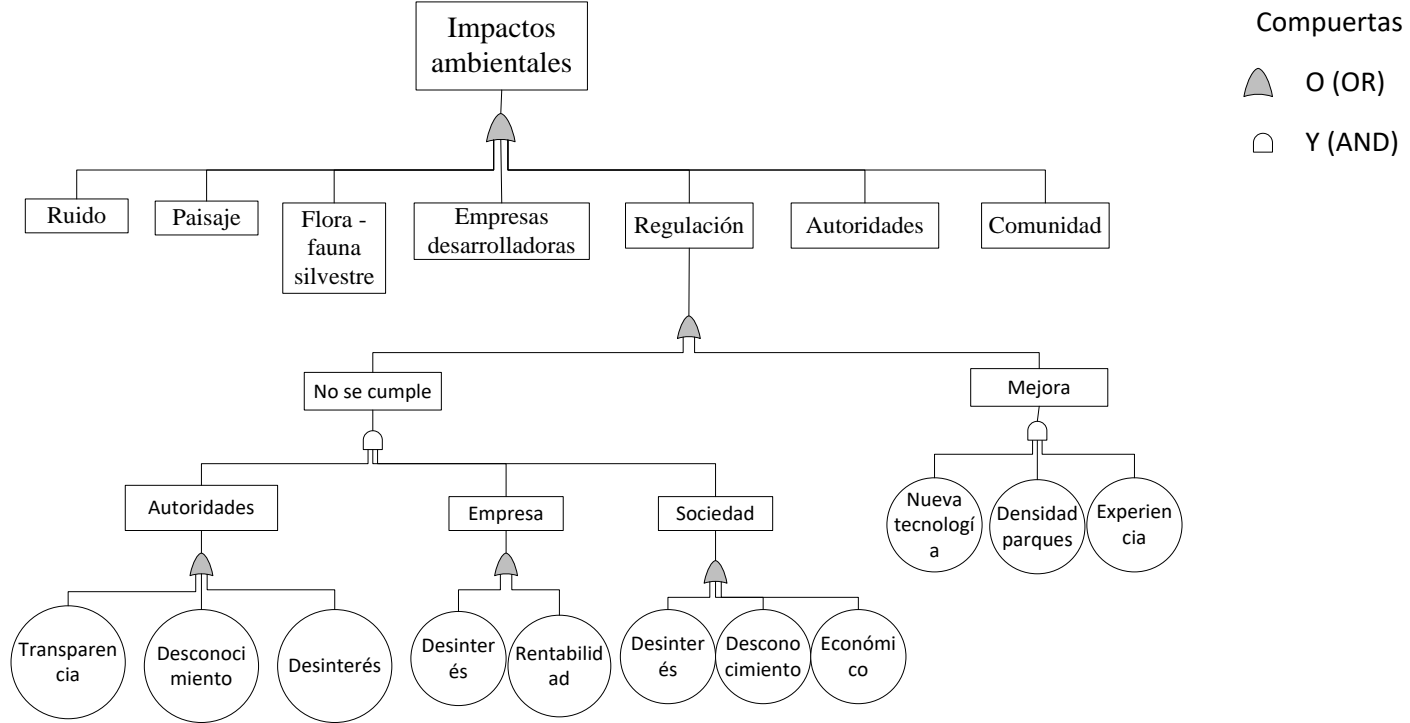 Impactos
ambientales
Compuertas
O (OR)
Y (AND)
Ruido
Paisaje
Flora -
fauna
silvestre
Empresas
desarrolladoras
Regulación
Autoridades
Comunidad
No se cumple
Mejora
Autoridades
Empresa
Sociedad
Nueva
tecnologí
a
Densidad
parques
Experien
cia
Transparen
cia
Desconoci
miento
Desinterés
Desinter
és
Rentabilid
ad
Desinter
és
Descono
cimiento
Económi
co